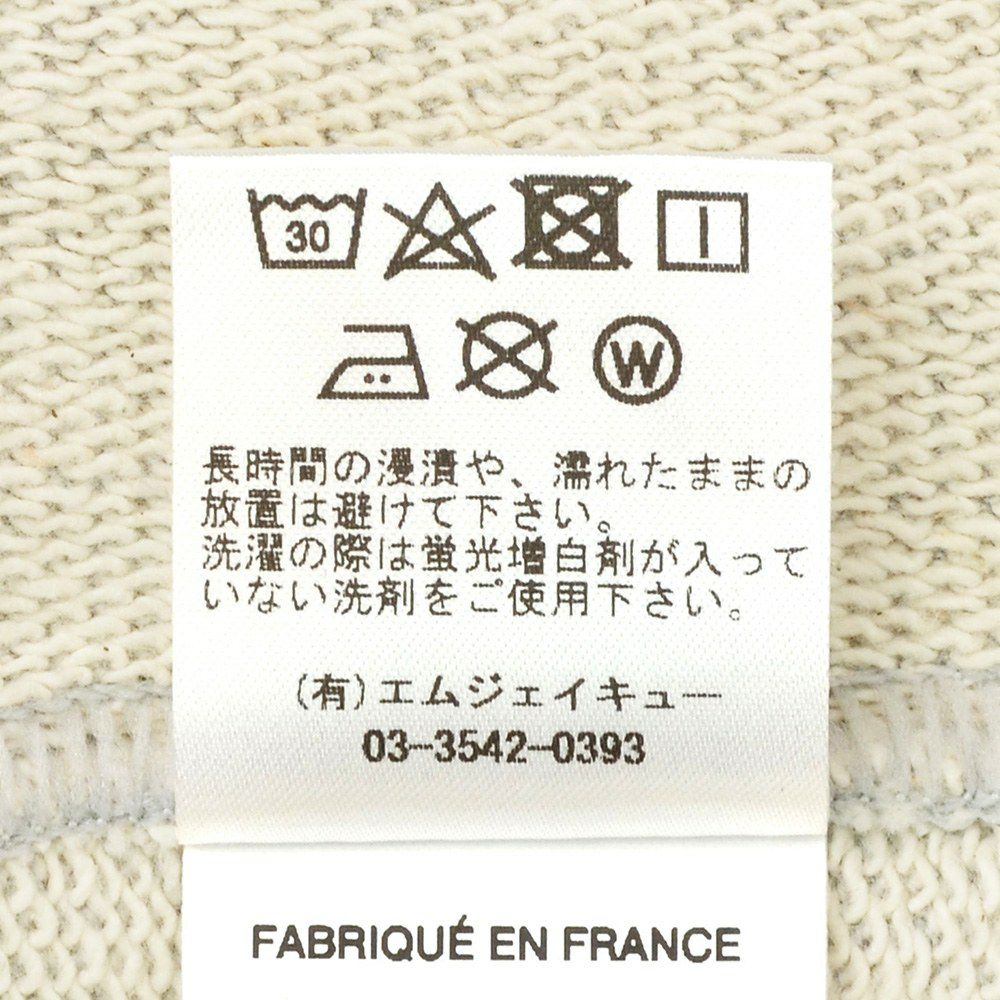 30
W
長時間の浸漬や、濡れたままの
放置は避けて下さい。
洗濯の際は蛍光増白剤が入って
いない洗剤をご使用下さい。
(有)エムジェイキュー
03-3542-0393
FABRIQUÉ EN FRANCE